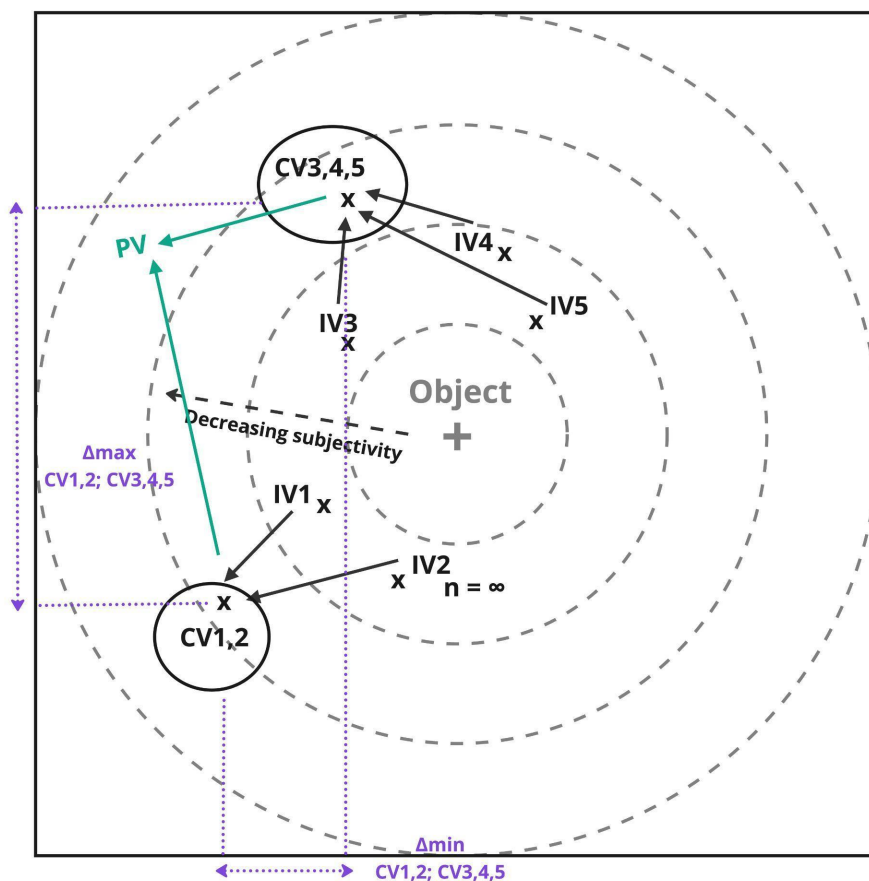 CV3,4,5
x
PV
IV4
x
IV5
x
IV3
x
Object
+
Decreasing subjectivity
Δmax
CV1,2; CV3,4,5
IV1
x
IV2
x
n = ∞
x
CV1,2
Δmin
CV1,2; CV3,4,5